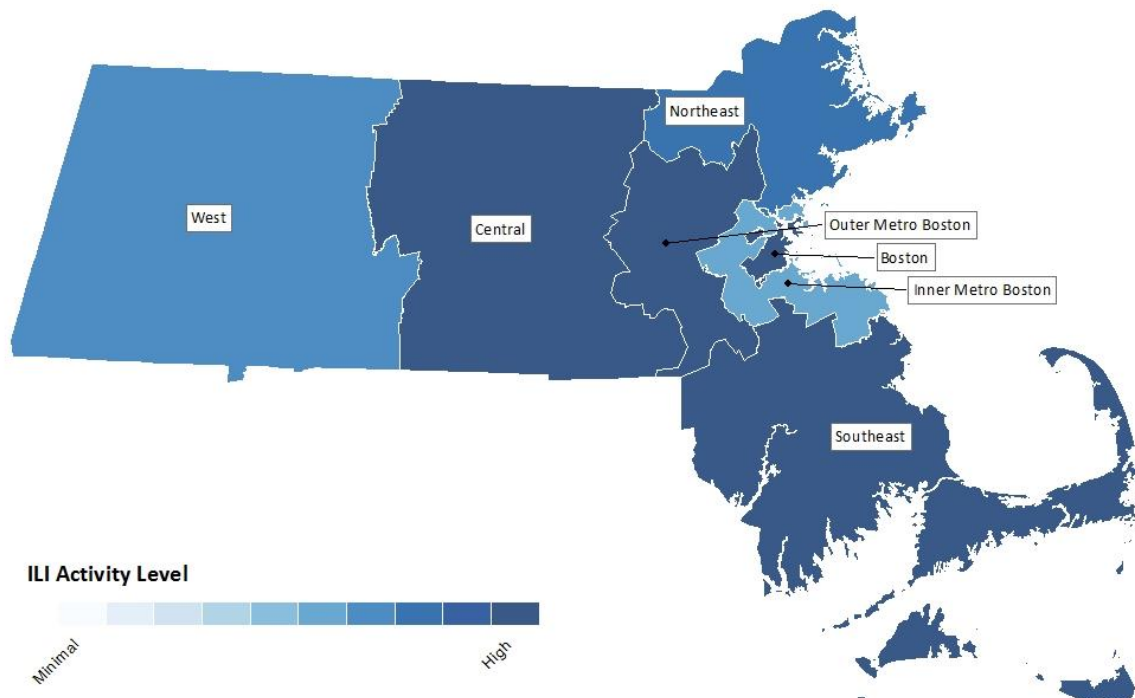 Northeast
West
Central
Outer Metro Boston
Boston
Inner Metro Boston
Southeast
ILI Activity Level
Minimal
High